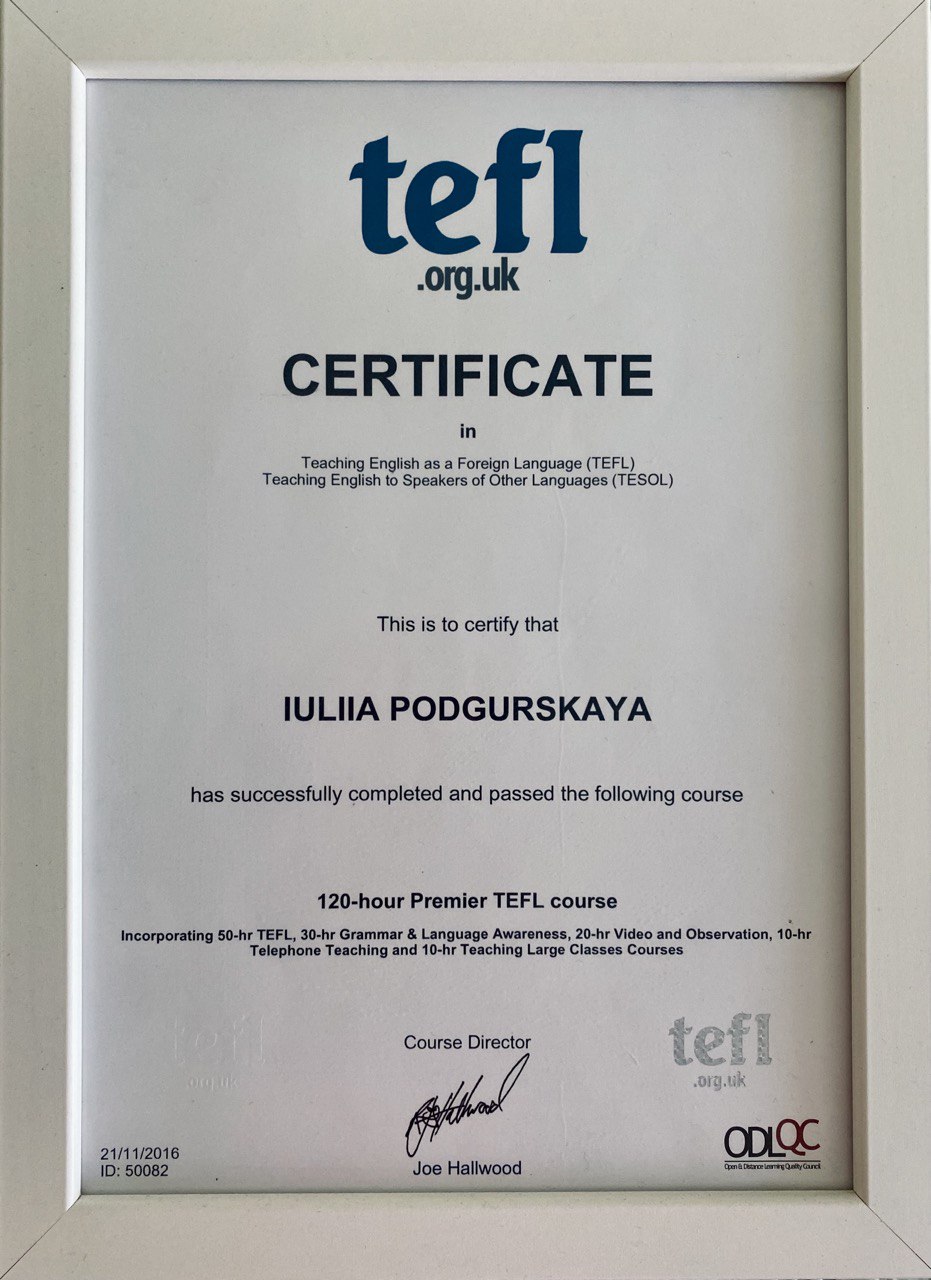 tefl
.org.uk
CERTIFICATE
in
Teaching English as a Foreign Language (TEFL)
Teaching English to Speakers of Other Languages (TESOL)
This is to certify that
IULIIA PODGURSKAYA
has successfully completed and passed the following course
120-hour Premier TEFL course
Incorporating 50-hr TEFL, 30-hr Grammar & Language Awareness, 20-hr Video and Observation, 10-hr
Telephone Teaching and 10-hr Teaching Large Classes Courses
tefl
.org.uk
Course Director
tefl
.org.uk
Joe Hallwood
21/11/2016
ID: 50082
ODLQC
Open & Distance Learning Quality Council